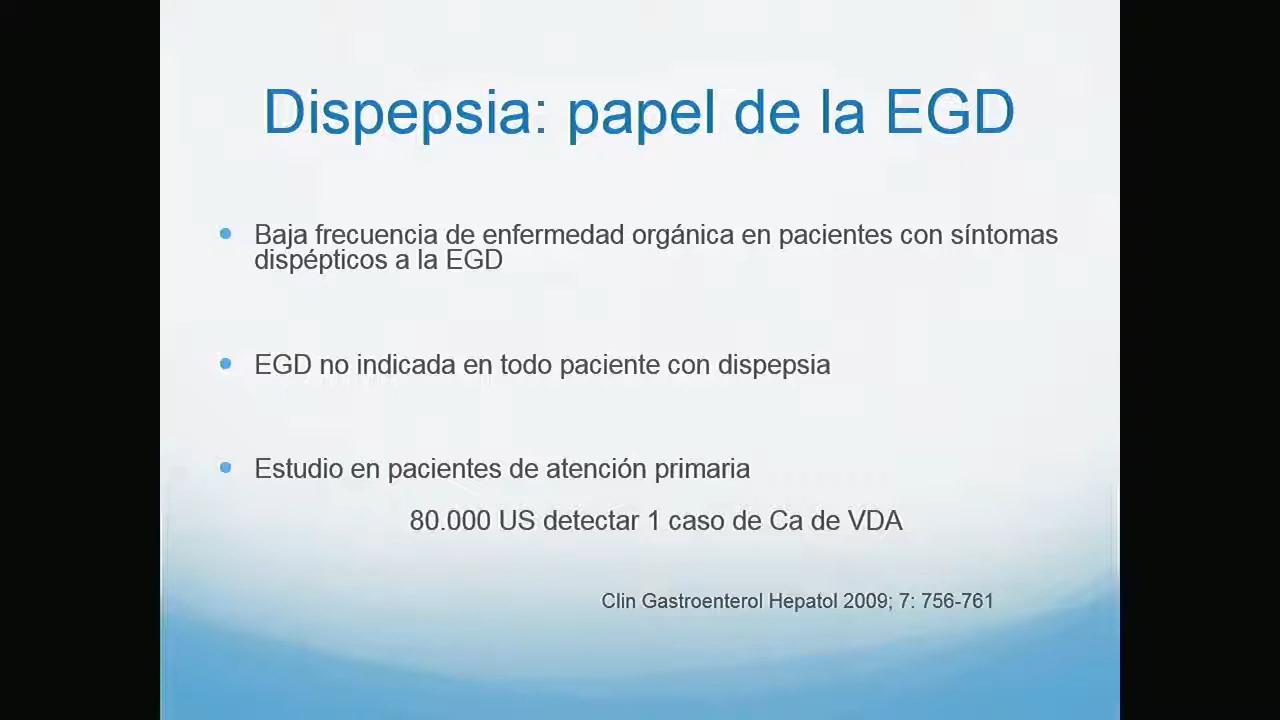 Dispepsia: papel de la EGD
Baja frecuencia de enfermedad orgánica en pacientes con síntomas
dispépticos a la EGD
EGD no indicada en todo paciente con dispepsia
Estudio en pacientes de atención primaria
80.000 US detectar 1 caso de Ca de VDA
Clin Gastroenterol Hepatol 2009; 7: 756-761